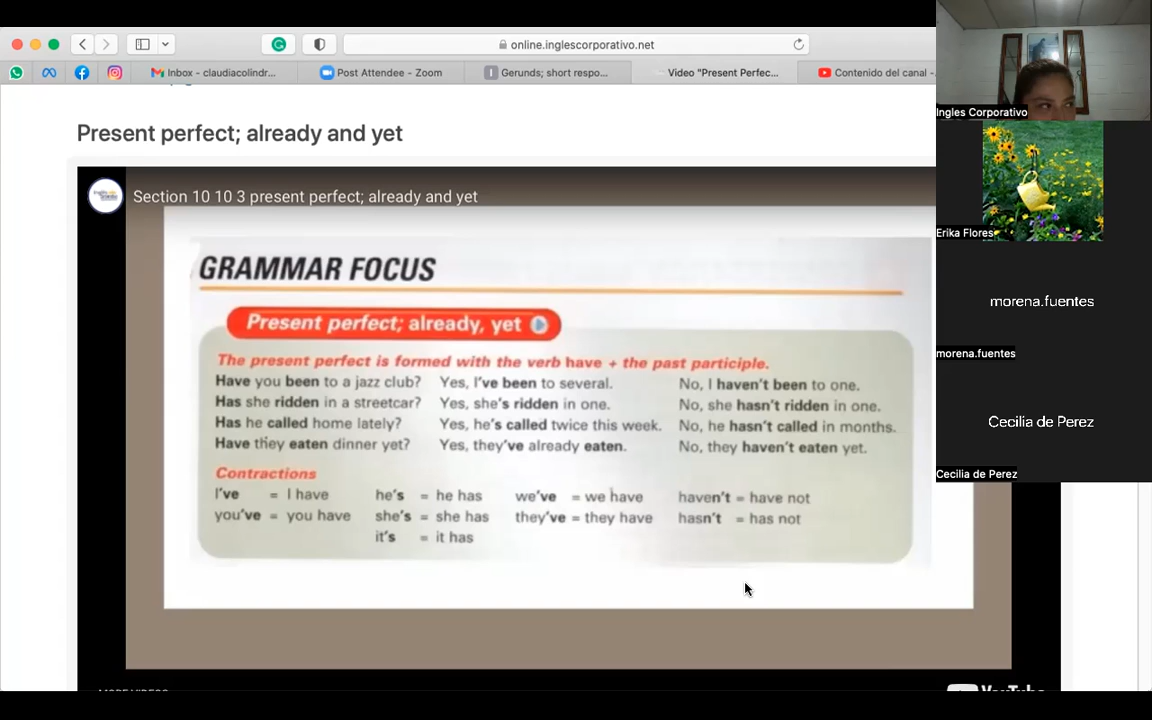 online.inglescorporativo.net
Inbox - claudiacolindr...
Post Attendee - Zoom
Gerunds; short respo...
Video "Present Perfec...
Contenido del canal -
Present perfect; already and yet
Section 10 10 3 present perfect; already and yet
GRAMMAR FOCUS
Present perfect; already, yet
The present perfect is formed with the verb have + the past participle.
Have you been to a jazz club? Yes, I've been to several. No, I haven't been to one.
Has she ridden in a streetcar? Yes, she's ridden in one. No, she hasn't ridden in one.
Has he called home lately? Yes, he's called twice this week. No, he hasn't called in months.
Have they eaten dinner yet? Yes, they've already eaten. No, they haven't eaten yet.
Contractions
I've = I have he's = he has we've = we have haven't = have not
you've = you have she's = she has they've = they have hasn't = has not
it's = it has
MORE VIDEOS
YouTube
Ingles Corporativo
Erika Flores
morena.fuentes
morena.fuentes
Cecilia de Perez
Cecilia de Perez